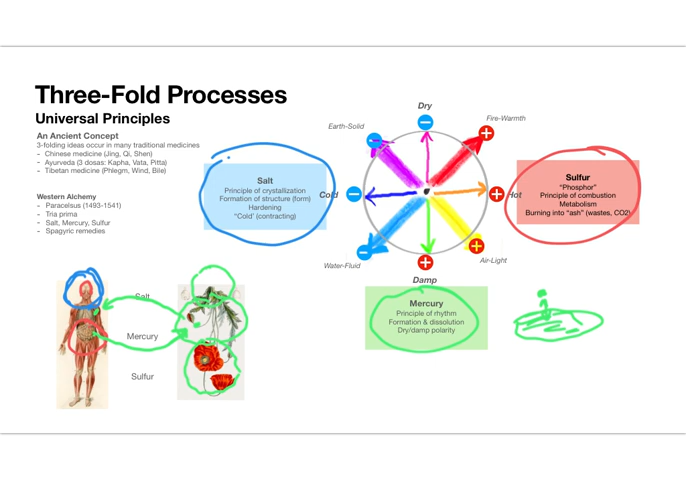 Three-Fold Processes
Universal Principles
An Ancient Concept
3-folding ideas occur in many traditional medicines
- Chinese medicine (Jing, Qi, Shen)
- Ayurveda (3 dosas: Kapha, Vata, Pitta)
- Tibetan medicine (Phlegm, Wind, Bile)
Western Alchemy
- Paracelsus (1493-1541)
- Tria prima
- Salt, Mercury, Sulfur
- Spagyric remedies
Salt
Principle of crystallization
Formation of structure (form)
Hardening
"Cold" (contracting)
Dry
Earth-Solid
Fire-Warmth
Cold
Hot
Water-Fluid
Air-Light
Damp
Sulfur
"Phosphor"
Principle of combustion
Metabolism
Burning into "ash" (wastes, CO2)
Mercury
Principle of rhythm
Formation & dissolution
Dry/damp polarity
Salt
Mercury
Sulfur